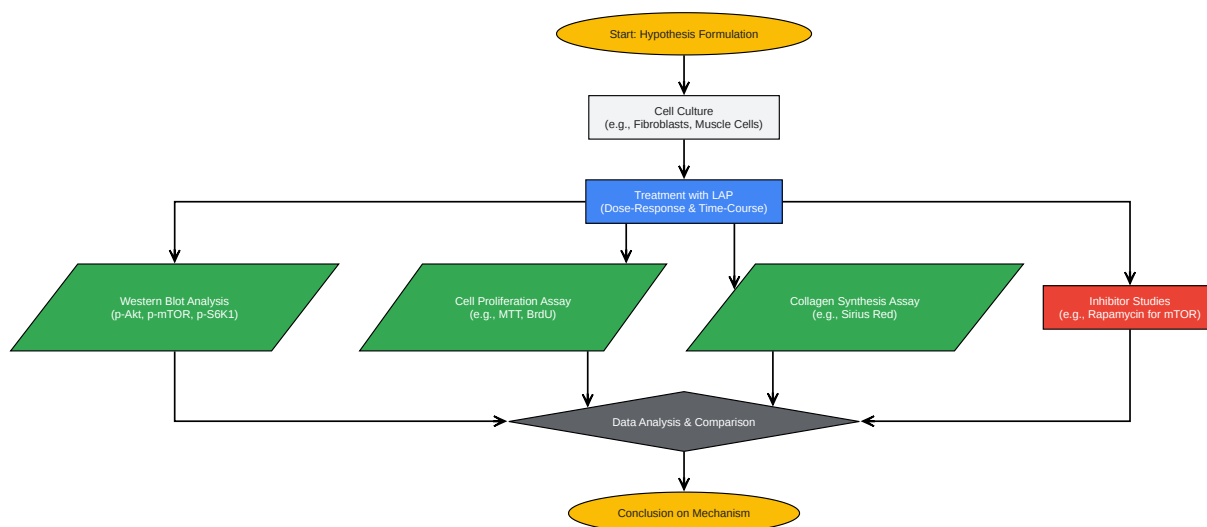 Start: Hypothesis Formulation
Cell Culture
(e.g., Fibroblasts, Muscle Cells)
Treatment with LAP
(Dose-Response & Time-Course)
Western Blot Analysis
(p-Akt, p-mTOR, p-S6K1)
Cell Proliferation Assay
(e.g., MTT, BrdU)
Collagen Synthesis Assay
(e.g., Sirius Red)
Inhibitor Studies
(e.g., Rapamycin for mTOR)
Data Analysis & Comparison
Conclusion on Mechanism